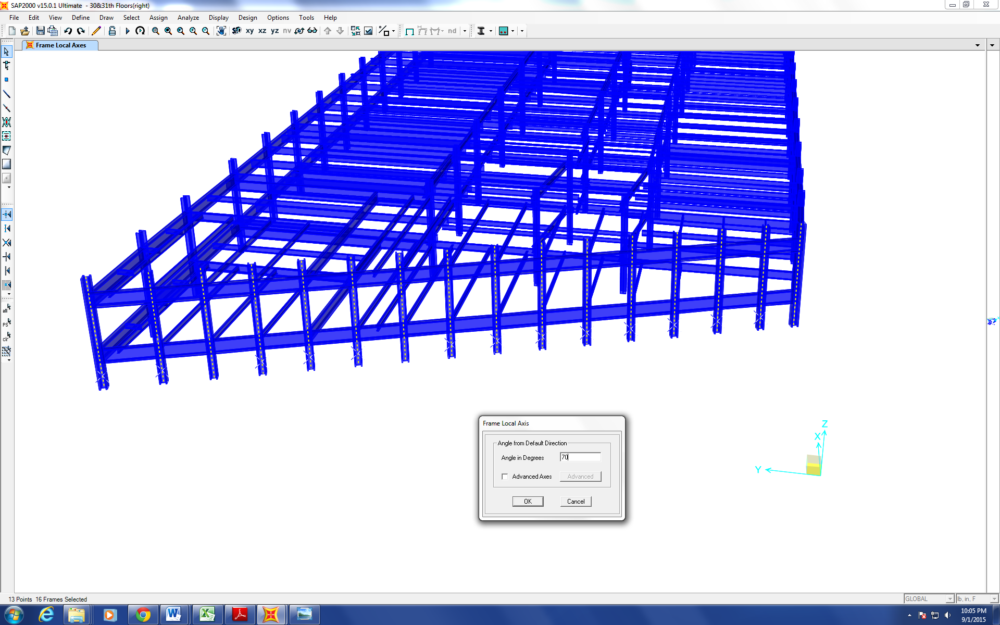 SAP2000 v15.0.1 Ultimate - 30&31th Floors(right)
File Edit View Define Draw Select Assign Analyze Display Design Options Tools Help
3D xy xz yz nv nd
Frame Local Axes
all
PS
clr
Z
X
Y
Frame Local Axis
Angle from Default Direction
Angle in Degrees 70
Advanced Axes Advanced
OK Cancel
13 Points 16 Frames Selected
GLOBAL lb, in, F
10:05 PM
9/1/2015